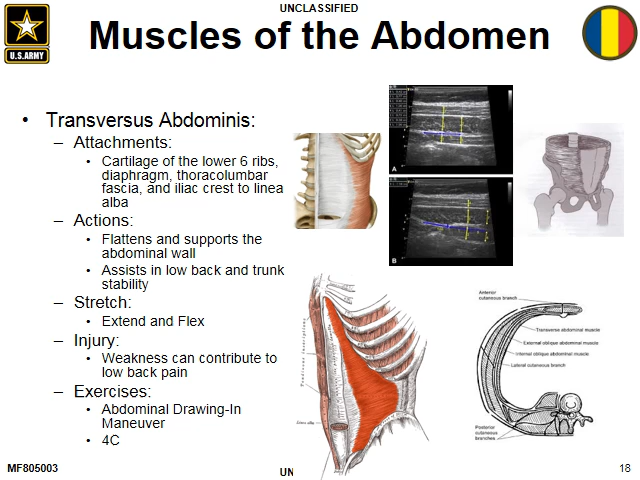 UNCLASSIFIED
Muscles of the Abdomen
U.S.ARMY
• Transversus Abdominis:
– Attachments:
• Cartilage of the lower 6 ribs,
diaphragm, thoracolumbar
fascia, and iliac crest to linea
alba
– Actions:
• Flattens and supports the
abdominal wall
• Assists in low back and trunk
stability
– Stretch:
• Extend and Flex
– Injury:
• Weakness can contribute to
low back pain
– Exercises:
• Abdominal Drawing-In
Maneuver
• 4C
A
B
Anterior
cutaneous branch
Transverse abdominal muscle
External oblique abdominal muscle
Internal oblique abdominal muscle
Lateral cutaneous branch
Posterior
cutaneous
branches
MF805003
UN
18